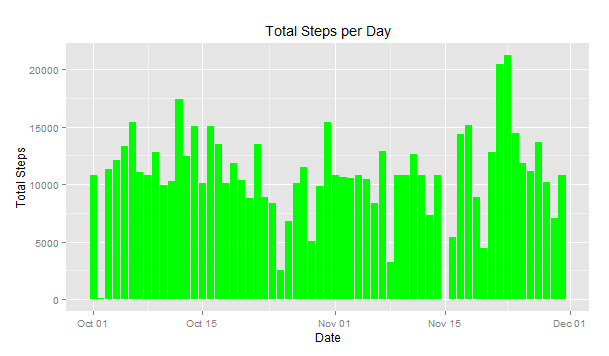 Total Steps per Day
Total Steps
20000
15000
10000
5000
0
Oct 01
Oct 15
Nov 01
Nov 15
Dec 01
Date